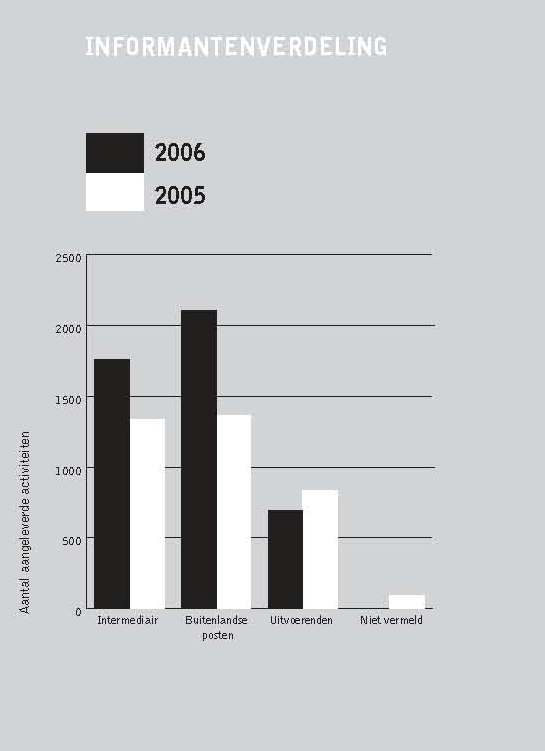 INFORMANTENVERDELING
2006
2005
2500
2000
1500
1000
500
0
Aantal aangeleverde activiteiten
Intermediair
Buitenlandse
posten
Uitvoerenden
Niet vermeld